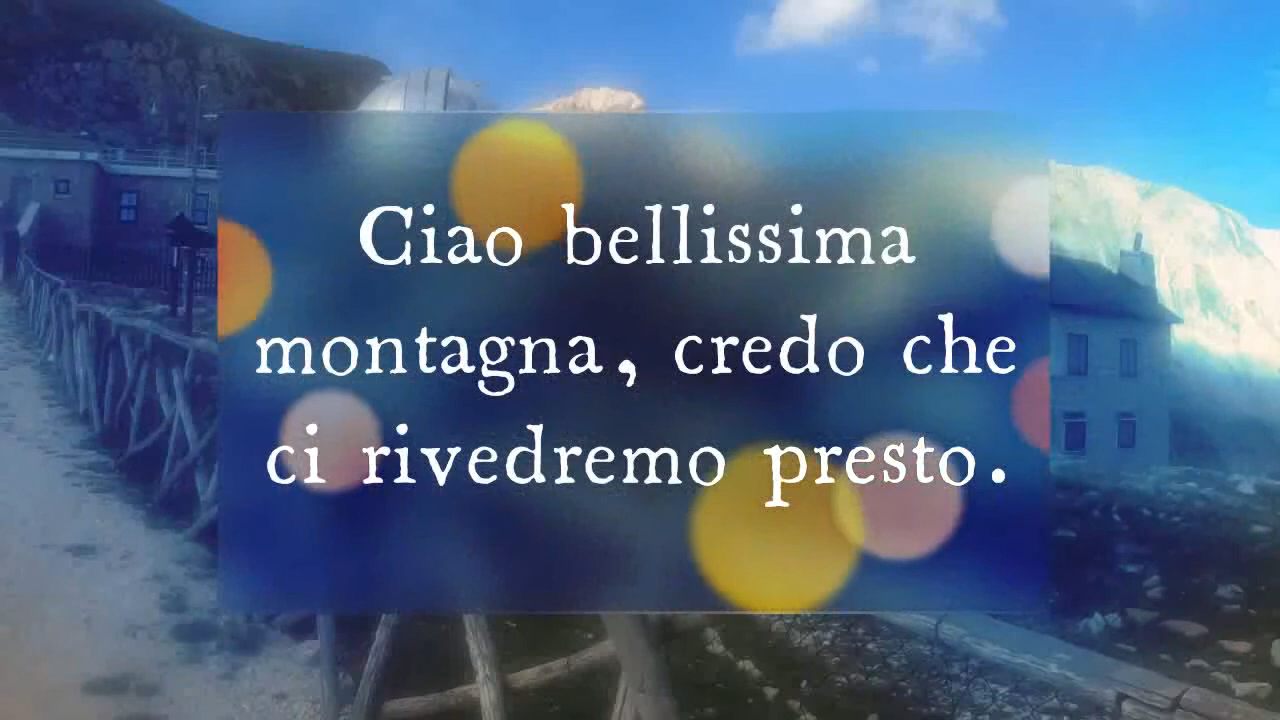 Ciao bellissima
montagna, credo che
ci rivedremo presto.